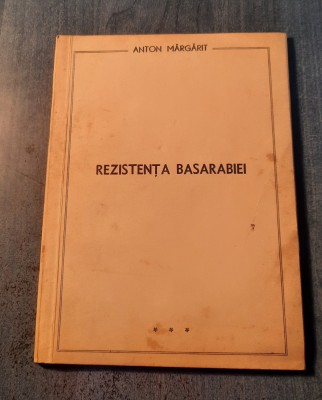 ANTON MĂRGĂRIT
REZISTENȚA BASARABIEI
* * *